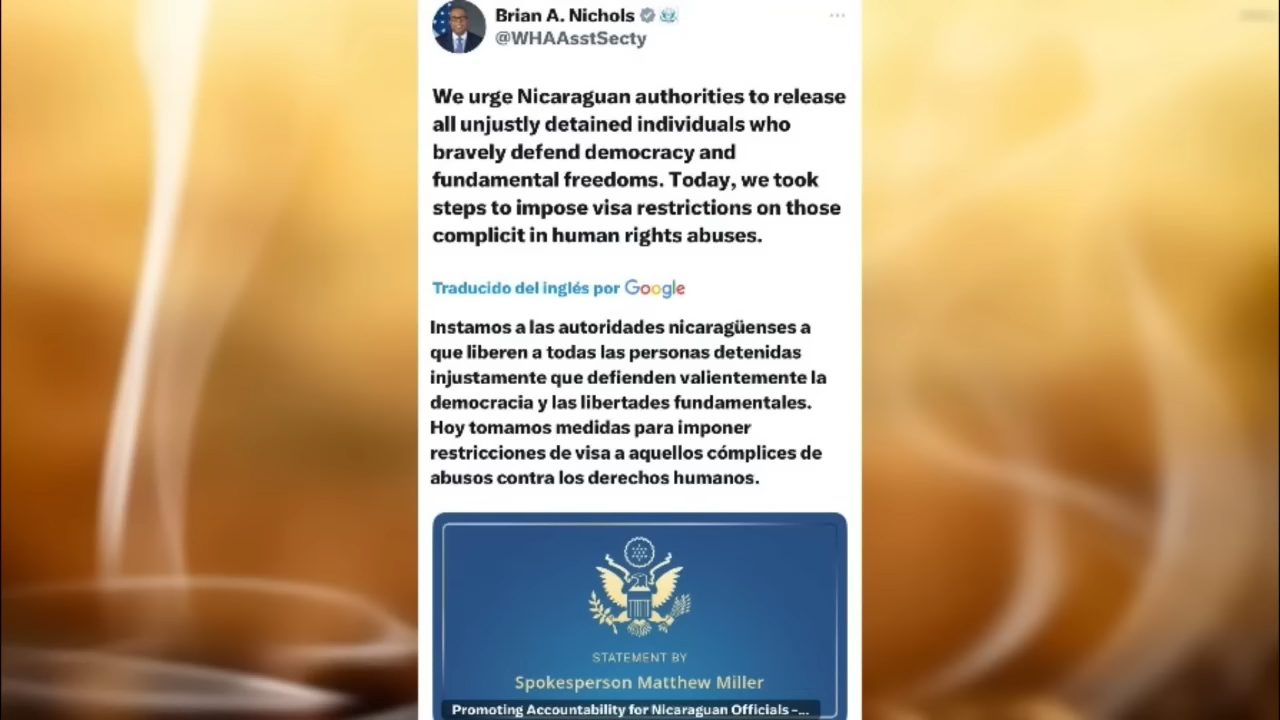 Brian A. Nichols
@WHAAsstSecty
We urge Nicaraguan authorities to release
all unjustly detained individuals who
bravely defend democracy and
fundamental freedoms. Today, we took
steps to impose visa restrictions on those
complicit in human rights abuses.
Traducido del inglés por Google
Instamos a las autoridades nicaragüenses a
que liberen a todas las personas detenidas
injustamente que defienden valientemente la
democracia y las libertades fundamentales.
Hoy tomamos medidas para imponer
restricciones de visa a aquellos cómplices de
abusos contra los derechos humanos.
STATEMENT BY
Spokesperson Matthew Miller
Promoting Accountability for Nicaraguan Officials -...